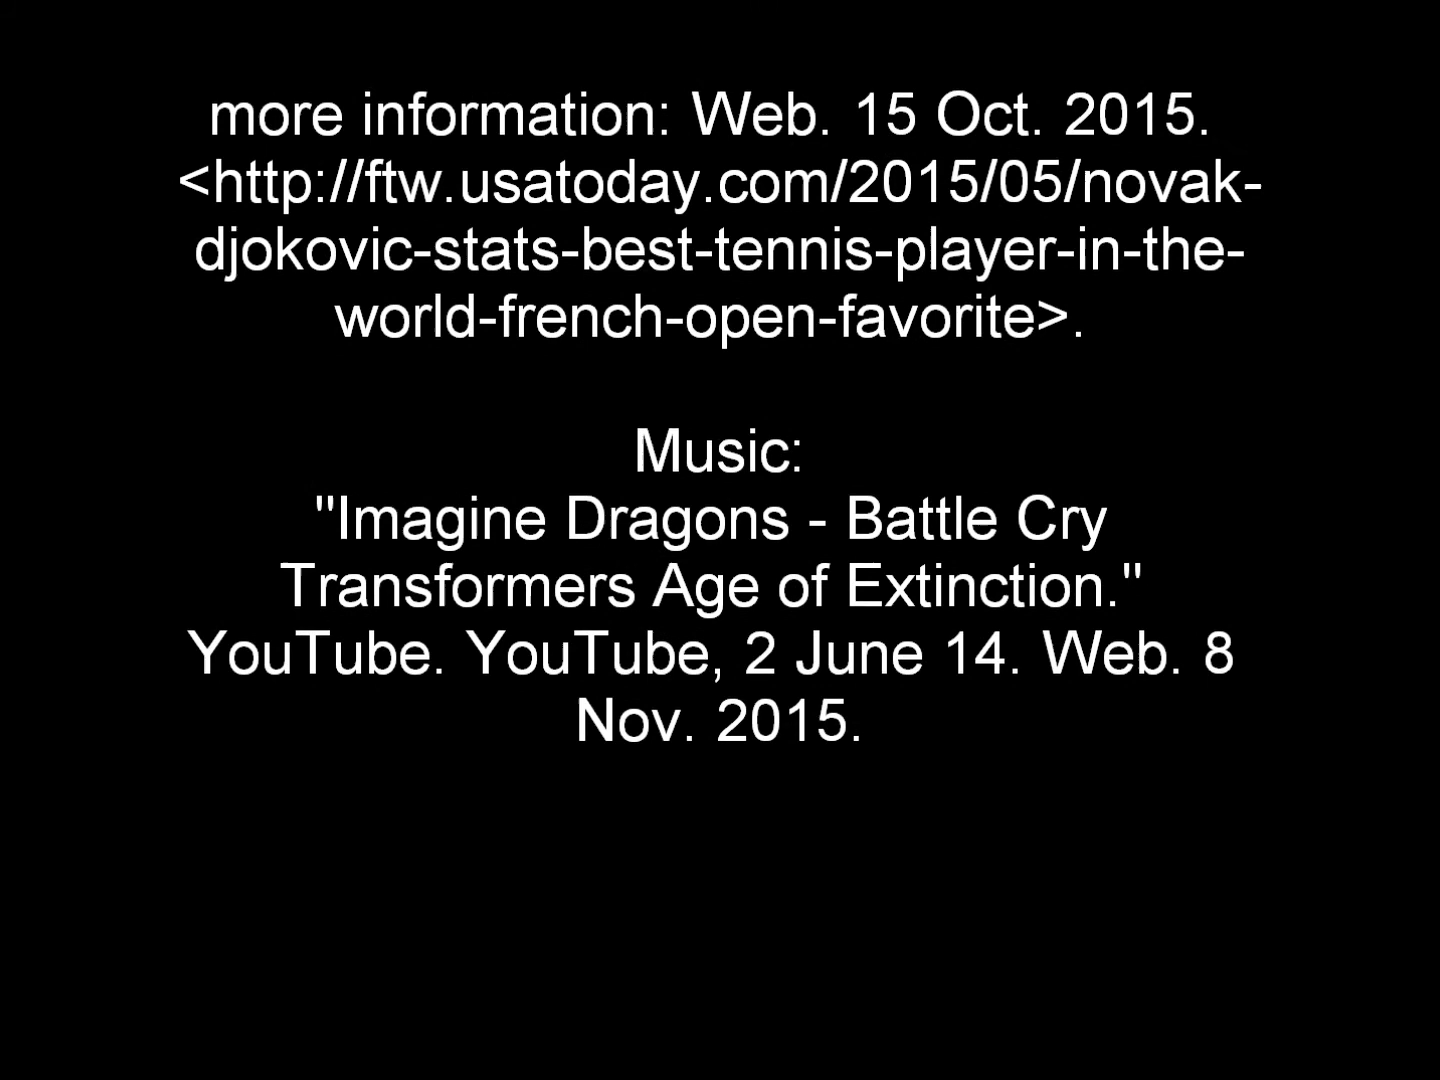 more information: Web. 15 Oct. 2015.
<http://ftw.usatoday.com/2015/05/novak-
djokovic-stats-best-tennis-player-in-the-
world-french-open-favorite>.
Music:
"Imagine Dragons - Battle Cry
Transformers Age of Extinction."
YouTube. YouTube, 2 June 14. Web. 8
Nov. 2015.